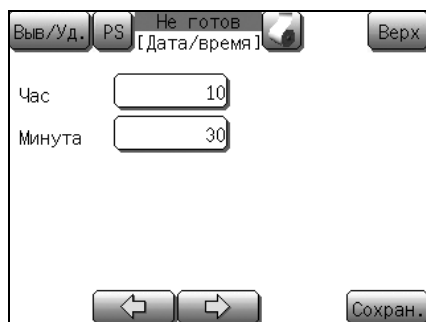 Выв/Уд. PS Не готов Верх
[Дата/время]
Час 10
Минута 30
Сохран.